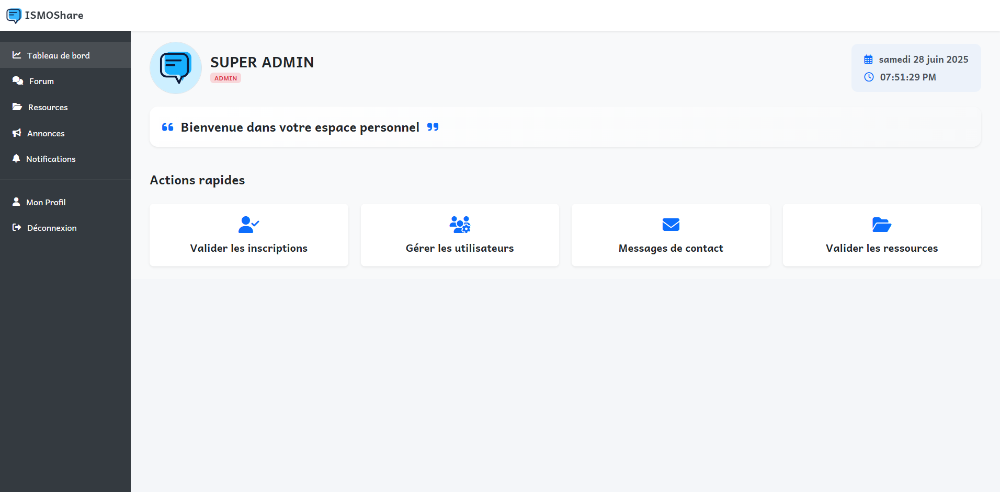 ISMOShare
Tableau de bord
Forum
Resources
Annonces
Notifications
Mon Profil
Déconnexion
SUPER ADMIN
ADMIN
samedi 28 juin 2025
07:51:29 PM
Bienvenue dans votre espace personnel
Actions rapides
Valider les inscriptions
Gérer les utilisateurs
Messages de contact
Valider les ressources